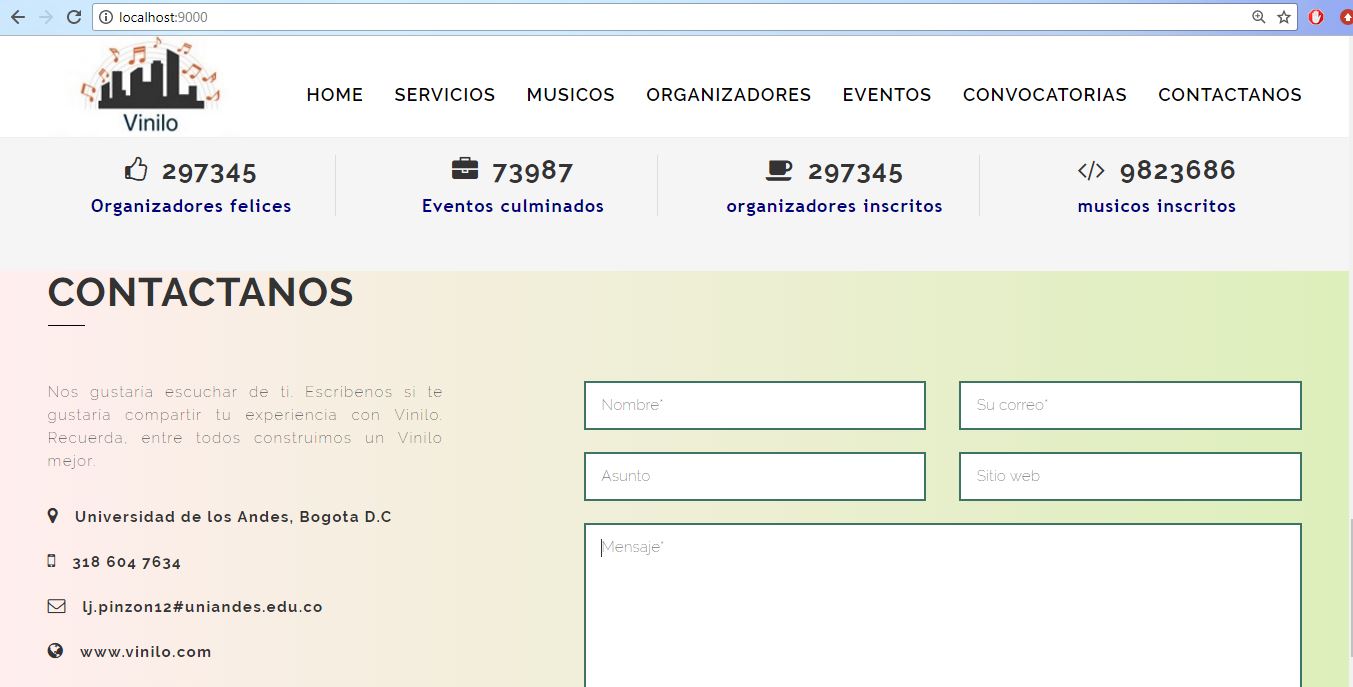 localhost:9000
Vinilo
HOME SERVICIOS MUSICOS ORGANIZADORES EVENTOS CONVOCATORIAS CONTACTANOS
297345 73987 297345 9823686
Organizadores felices Eventos culminados organizadores inscritos musicos inscritos
CONTACTANOS
Nos gustaria escuchar de ti. Escribenos si te
gustaría compartir tu experiencia con Vinilo.
Recuerda, entre todos construimos un Vinilo
mejor.
Universidad de los Andes, Bogota D.C
318 604 7634
lj.pinzon12#uniandes.edu.co
www.vinilo.com
Nombre* Su correo*
Asunto Sitio web
Mensaje*